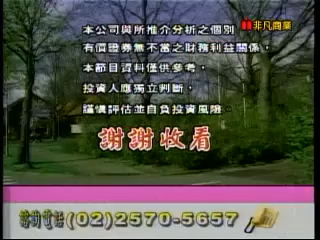 本公司與所推介分析之個別
非凡商業
有價證券無不當之財務利益關係，
本節目資料僅供參考，
投資人應獨立判斷，
謹慎評估並自負投資風險。
謝謝收看
諮詢電話 (02)2570-5657